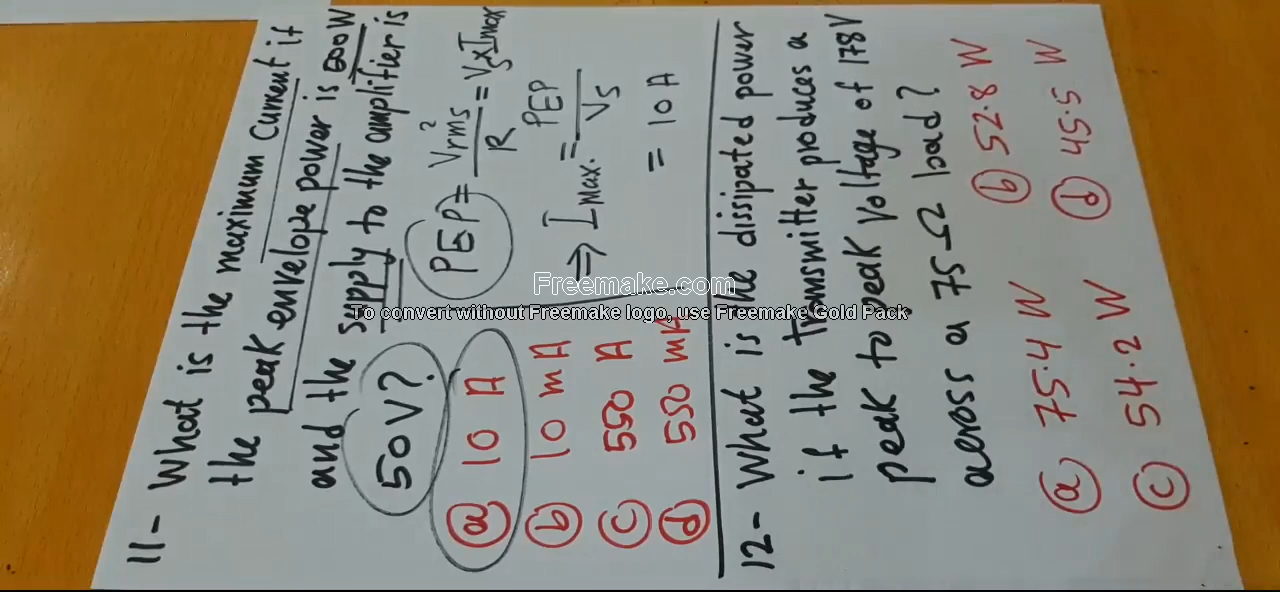 11- What is the maximum current if
the peak envelope power is 500W
and the supply to the amplifier is
50V?
PEP = Vrms² / R = Vs x Imax
⇒ Imax. = PEP / Vs
= 10 A
a 10 A
b 10 mA
c 550 A
d 550 mA
12- What is the dissipated power
if the transmitter produces a
peak to peak voltage of 178V
across a 75Ω load?
a 75.4 W b 52.8 W
c 54.2 W d 45.5 W
Freemake.com
To convert without Freemake logo, use Freemake Gold Pack